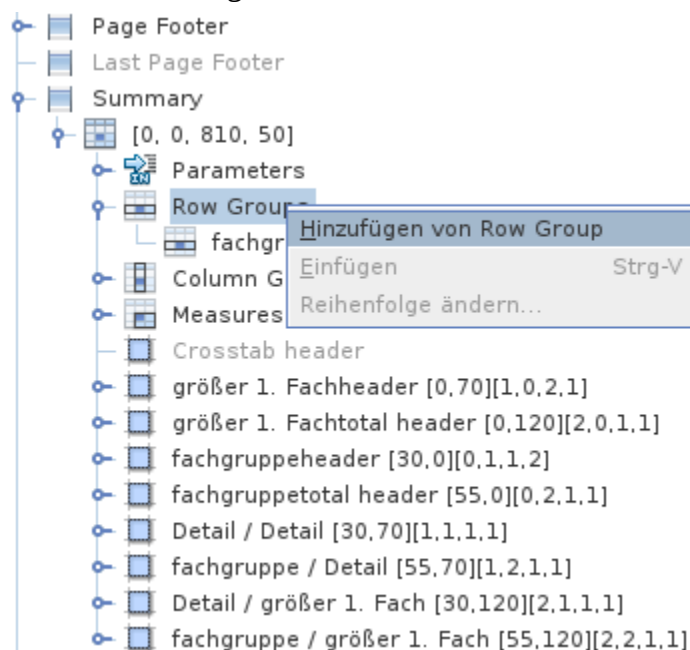 Page Footer
Last Page Footer
Summary
[0, 0, 810, 50]
IN Parameters
Row Groups
Hinzufügen von Row Group
fachgr
Einfügen Strg-V
Column G
Reihenfolge ändern...
Measures
Crosstab header
größer 1. Fachheader [0,70][1,0,2,1]
größer 1. Fachtotal header [0,120][2,0,1,1]
fachgruppeheader [30,0][0,1,1,2]
fachgruppetotal header [55,0][0,2,1,1]
Detail / Detail [30,70][1,1,1,1]
fachgruppe / Detail [55,70][1,2,1,1]
Detail / größer 1. Fach [30,120][2,1,1,1]
fachgruppe / größer 1. Fach [55,120][2,2,1,1]